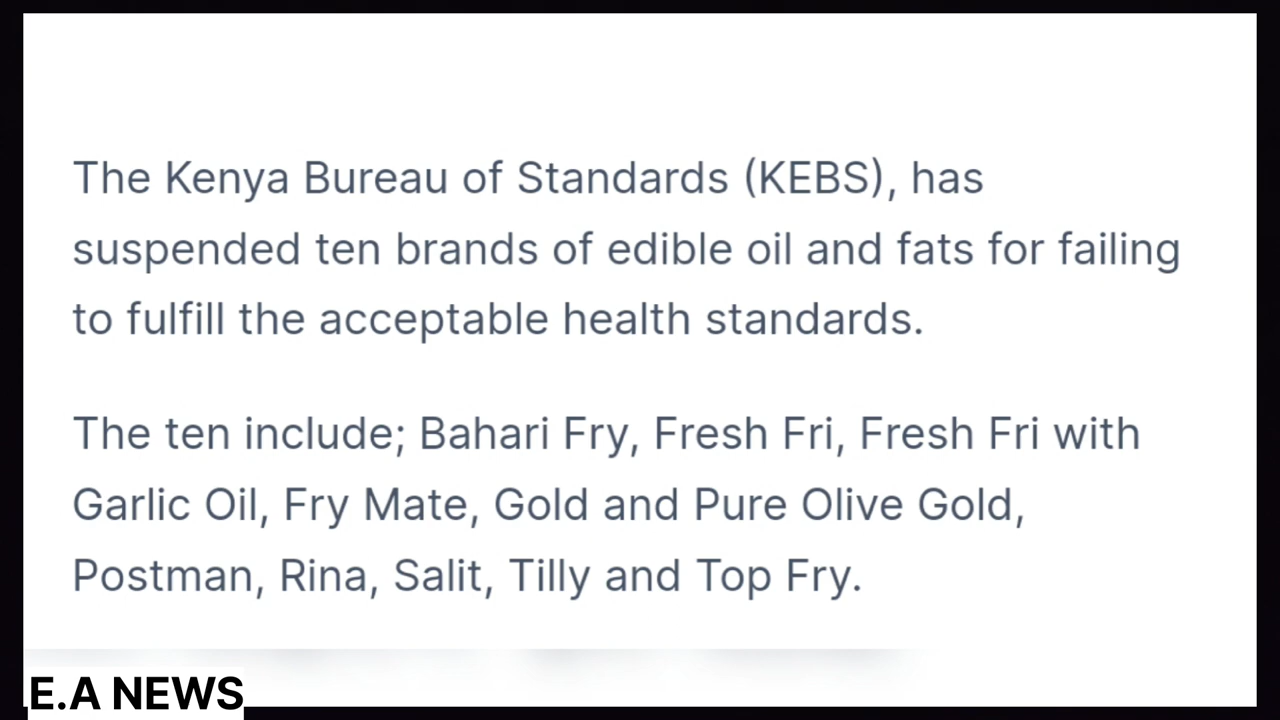 The Kenya Bureau of Standards (KEBS), has
suspended ten brands of edible oil and fats for failing
to fulfill the acceptable health standards.
The ten include; Bahari Fry, Fresh Fri, Fresh Fri with
Garlic Oil, Fry Mate, Gold and Pure Olive Gold,
Postman, Rina, Salit, Tilly and Top Fry.
E.A NEWS